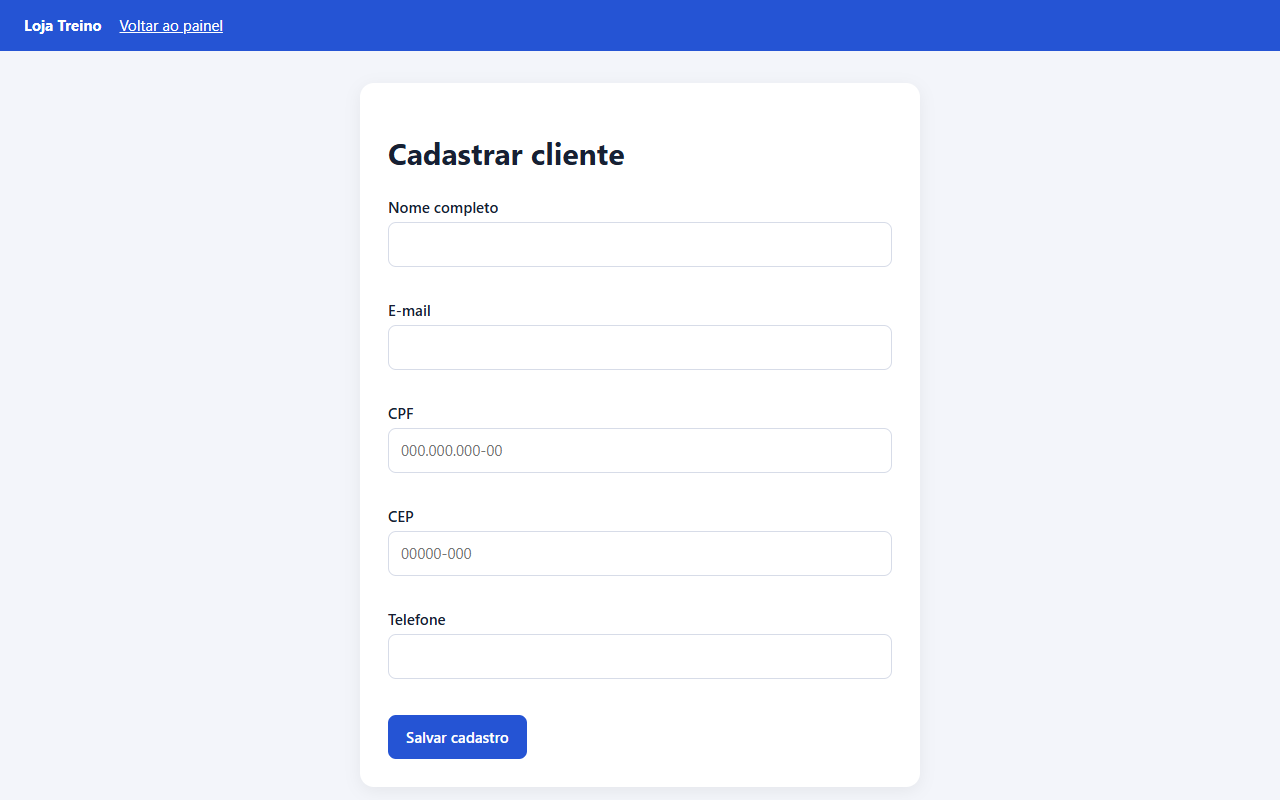 Loja Treino Voltar ao painel
Cadastrar cliente
Nome completo
E-mail
CPF
000.000.000-00
CEP
00000-000
Telefone
Salvar cadastro